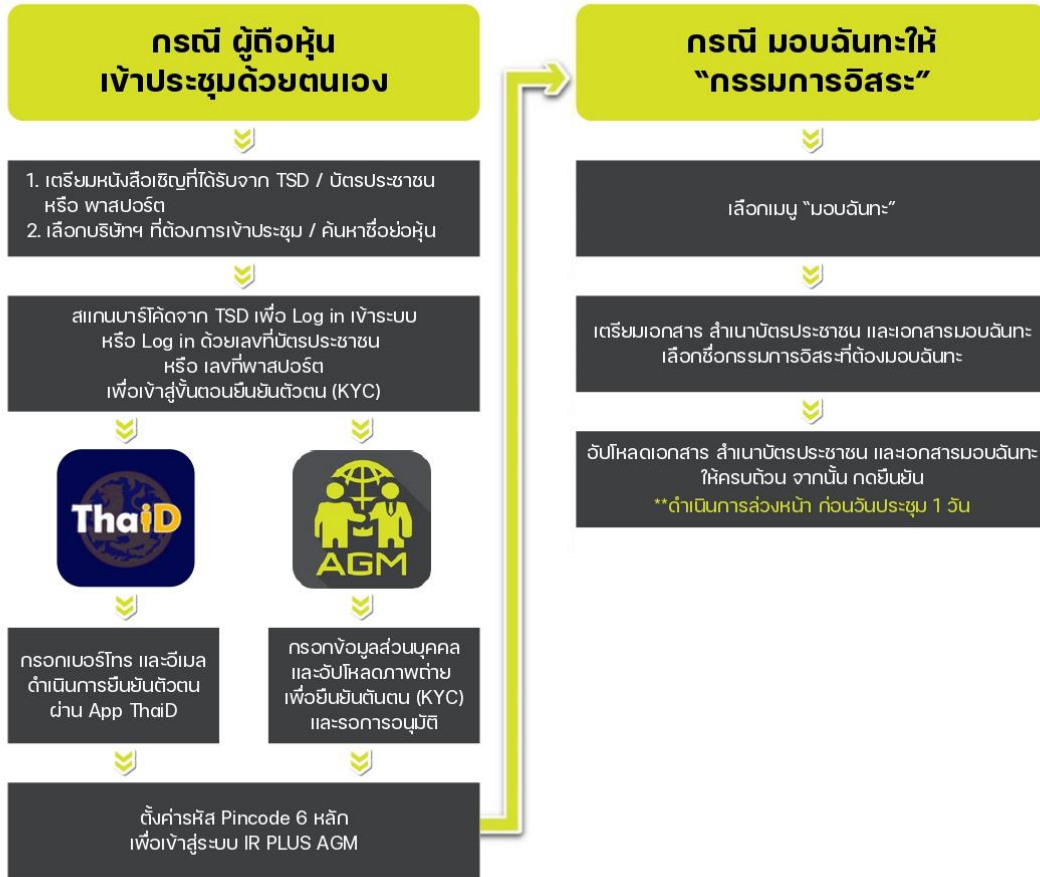 กรณี ผู้ถือหุ้น
เข้าประชุมด้วยตนเอง
1. เตรียมหนังสือเชิญที่ได้รับจาก TSD / บัตรประชาชน
หรือ พาสปอร์ต
2. เลือกบริษัทฯ ที่ต้องการเข้าประชุม / ค้นหาชื่อย่อหุ้น
สแกนบาร์โค้ดจาก TSD เพื่อ Log in เข้าระบบ
หรือ Log in ด้วยเลขที่บัตรประชาชน
หรือ เลขที่พาสปอร์ต
เพื่อเข้าสู่ขั้นตอนยืนยันตัวตน (KYC)
ThaiD
AGM
กรอกเบอร์โทร และอีเมล
ดำเนินการยืนยันตัวตน
ผ่าน App ThaiD
กรอกข้อมูลส่วนบุคคล
และอัปโหลดภาพถ่าย
เพื่อยืนยันตันตน (KYC)
และรอการอนุมัติ
ตั้งค่ารหัส Pincode 6 หลัก
เพื่อเข้าสู่ระบบ IR PLUS AGM
กรณี มอบฉันทะให้
“กรรมการอิสระ”
เลือกเมนู “มอบฉันทะ”
เตรียมเอกสาร สำเนาบัตรประชาชน และเอกสารมอบฉันทะ
เลือกชื่อกรรมการอิสระที่ต้องมอบฉันทะ
อัปโหลดเอกสาร สำเนาบัตรประชาชน และเอกสารมอบฉันทะ
ให้ครบถ้วน จากนั้น กดยืนยัน
**ดำเนินการล่วงหน้า ก่อนวันประชุม 1 วัน